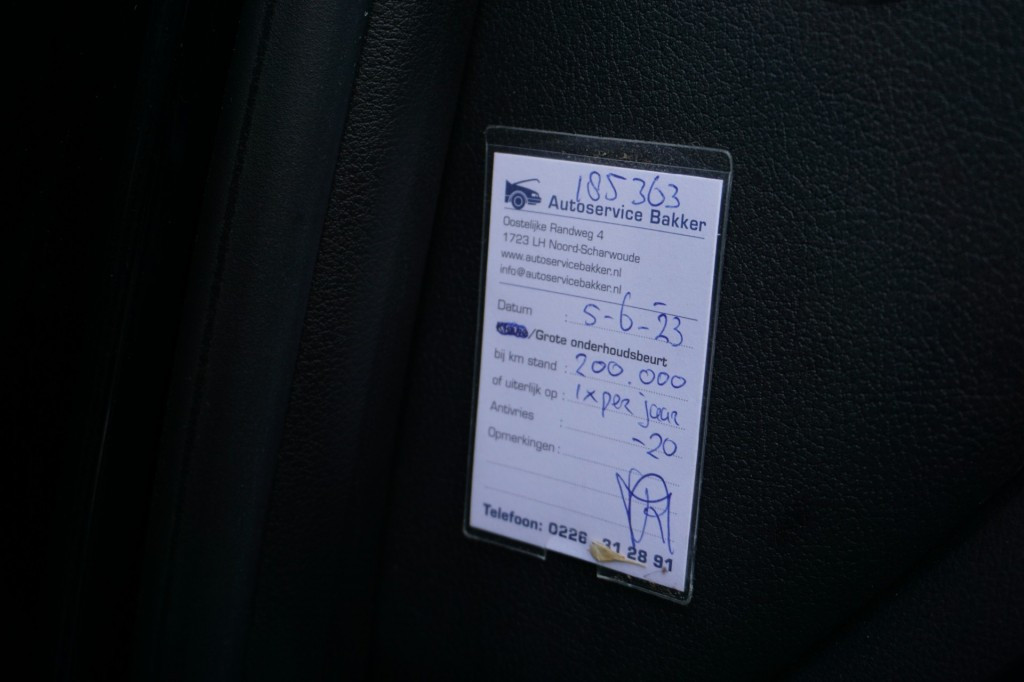 185363
Autoservice Bakker
Oostelijke Randweg 4
1723 LH Noord-Scharwoude
www.autoservicebakker.nl
info@autoservicebakker.nl
Datum : 5-6-23
/Grote onderhoudsbeurt
bij km stand : 200.000
of uiterlijk op : 1x per jaar
Antivries : -20
Opmerkingen :
Telefoon: 0226 - 31 28 91